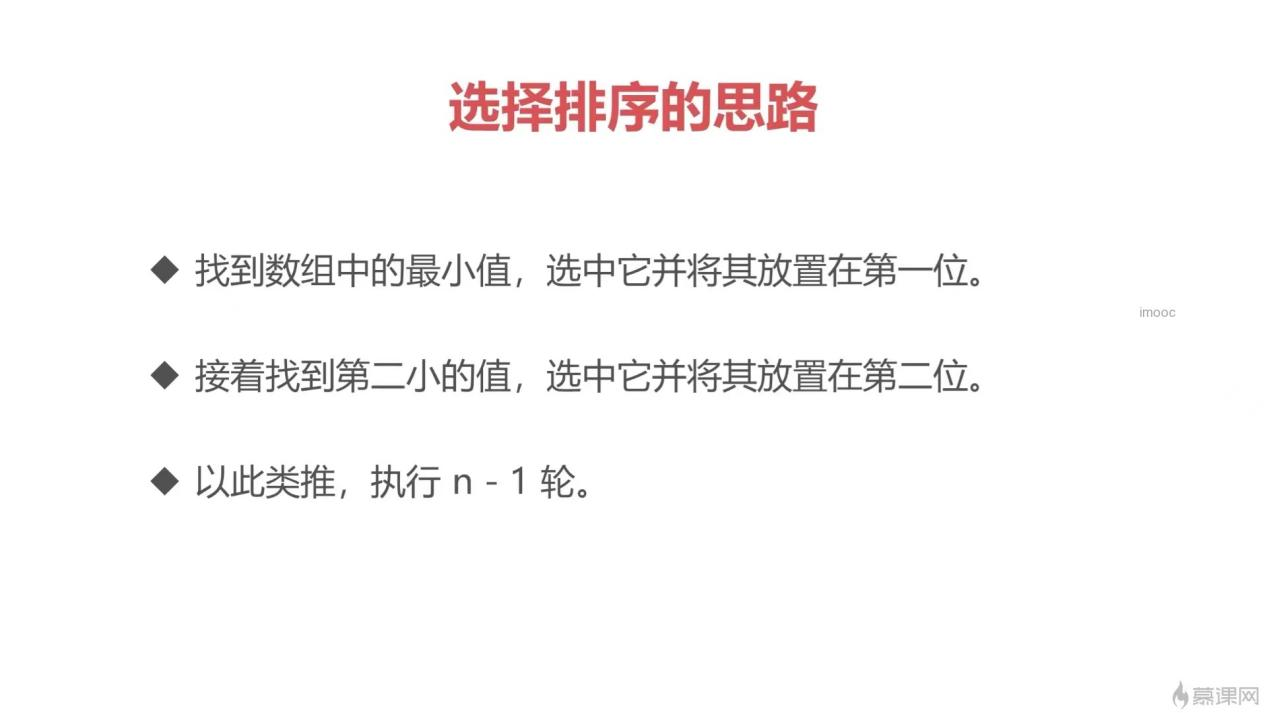 选择排序的思路
◆ 找到数组中的最小值，选中它并将其放置在第一位。
imooc
◆ 接着找到第二小的值，选中它并将其放置在第二位。
◆ 以此类推，执行 n - 1 轮。
慕课网